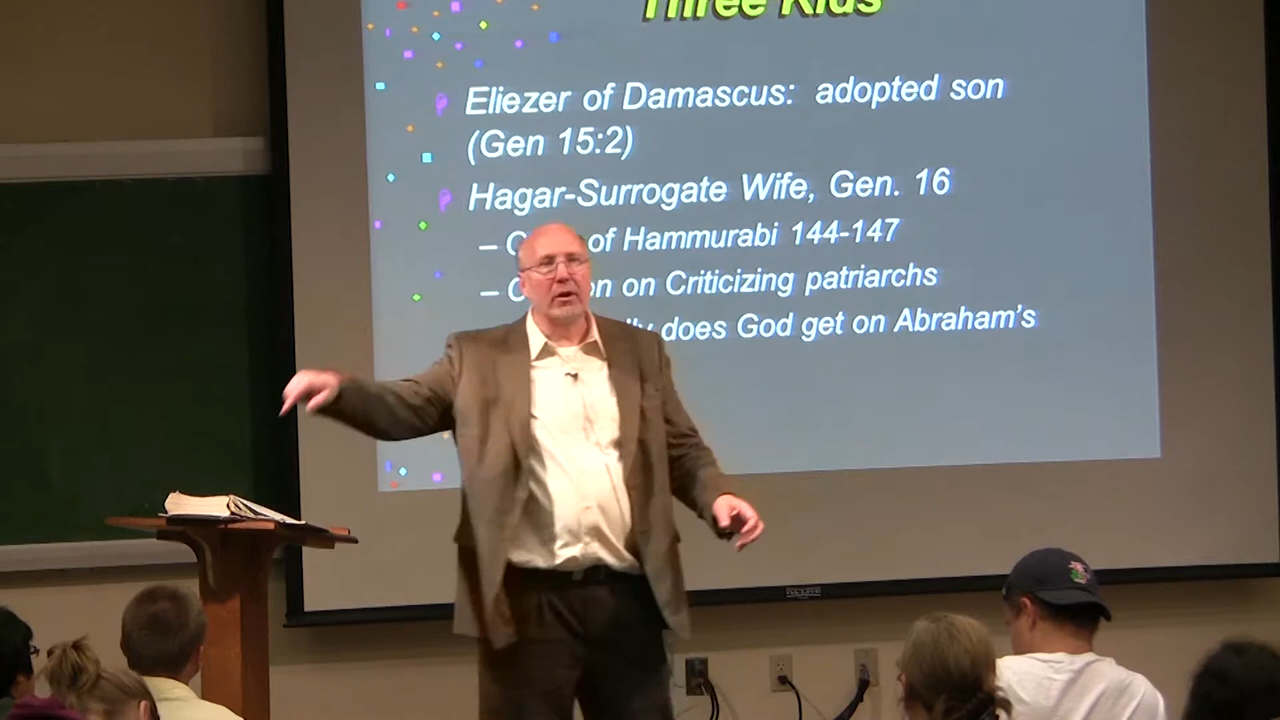 Three Kids
Eliezer of Damascus: adopted son
(Gen 15:2)
Hagar-Surrogate Wife, Gen. 16
– of Hammurabi 144-147
– on Criticizing patriarchs
does God get on Abraham's